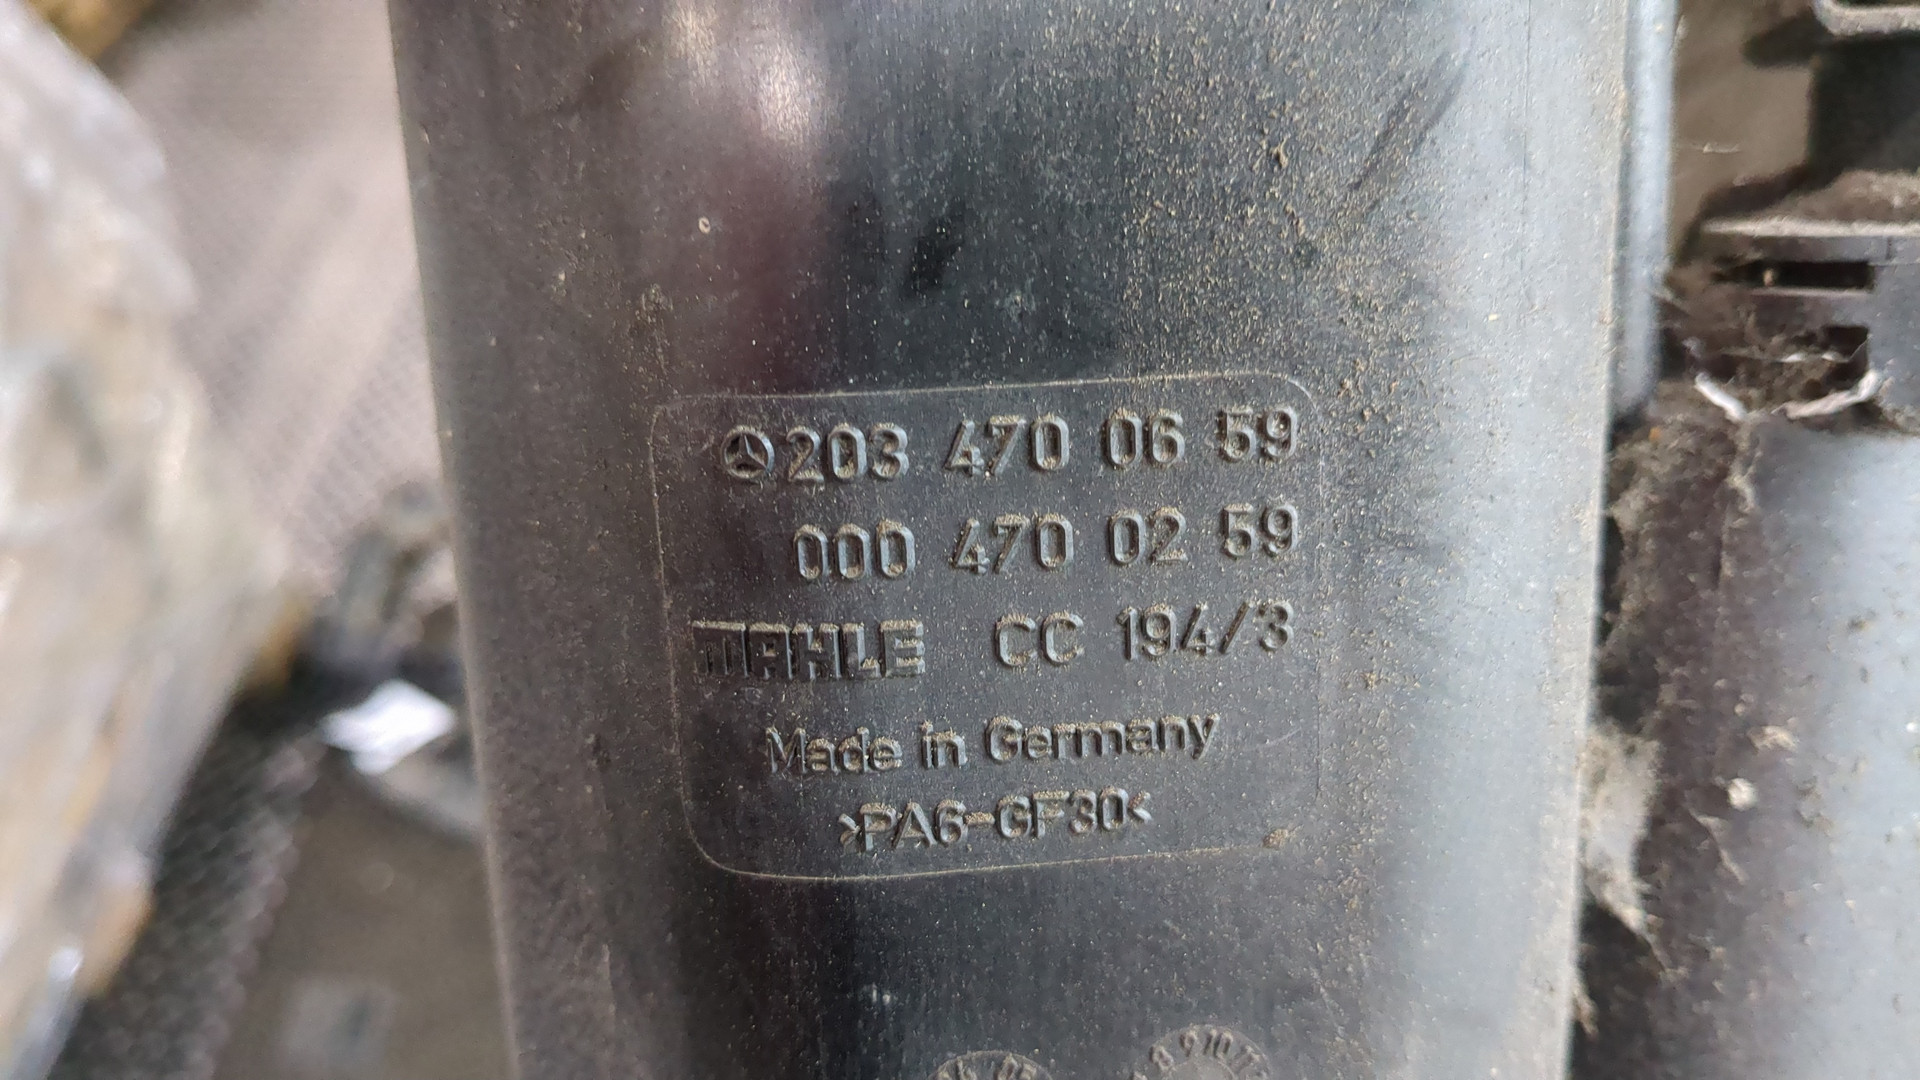 203 470 06 59
000 470 02 59
MAHLE CC 194/3
Made in Germany
>PA6-GF30<